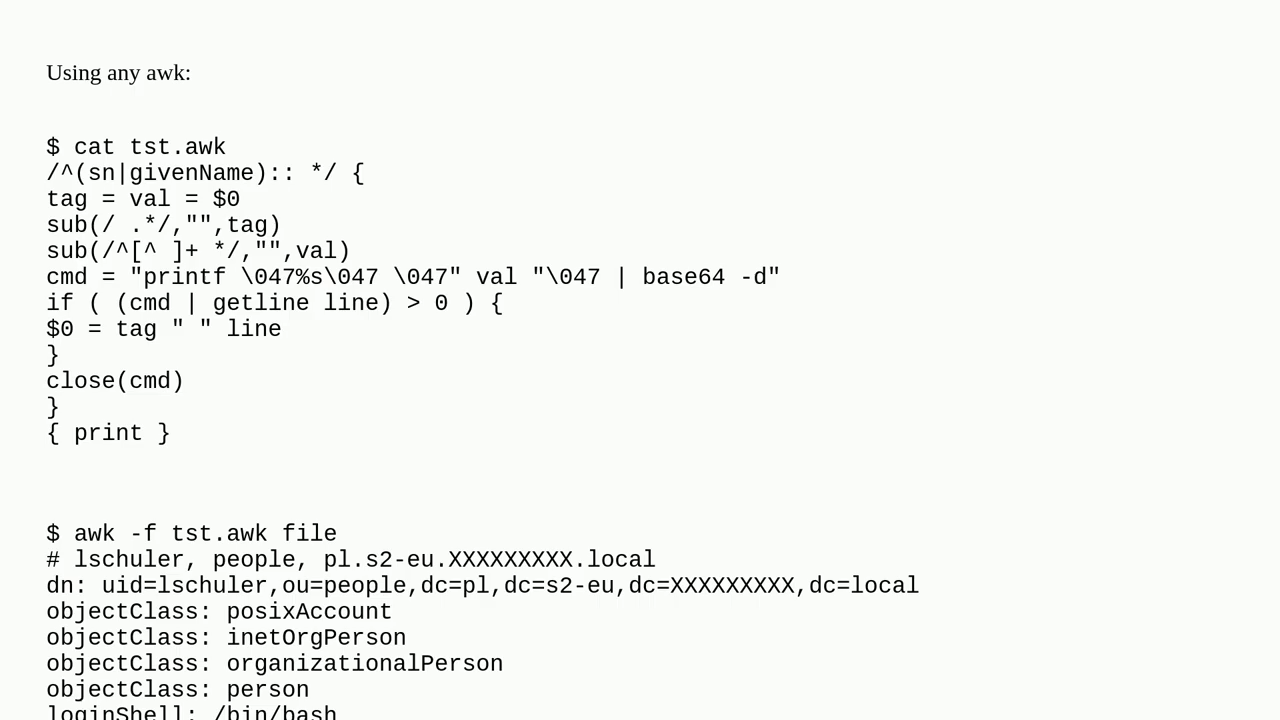 Using any awk:
$ cat tst.awk
/^(sn|givenName):: */ {
tag = val = $0
sub(/ .*/,"",tag)
sub(/^[^ ]+ */,"",val)
cmd = "printf \047%s\047 \047" val "\047 | base64 -d"
if ( (cmd | getline line) > 0 ) {
$0 = tag " " line
}
close(cmd)
}
{ print }
$ awk -f tst.awk file
# lschuler, people, pl.s2-eu.XXXXXXXXX.local
dn: uid=lschuler,ou=people,dc=pl,dc=s2-eu,dc=XXXXXXXXX,dc=local
objectClass: posixAccount
objectClass: inetOrgPerson
objectClass: organizationalPerson
objectClass: person
loginShell: /bin/bash